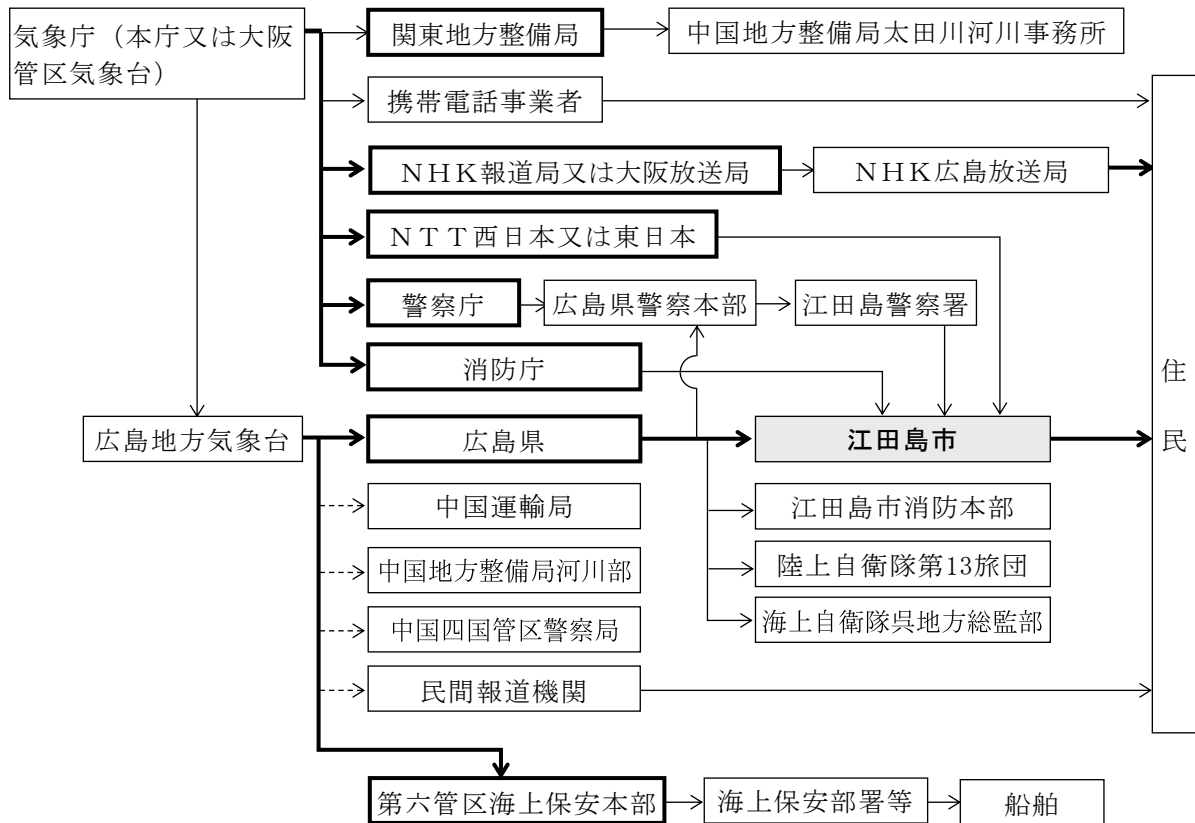 気象庁（本庁又は大阪
管区気象台）
関東地方整備局
中国地方整備局太田川河川事務所
携帯電話事業者
ＮＨＫ報道局又は大阪放送局
ＮＨＫ広島放送局
ＮＴＴ西日本又は東日本
警察庁
広島県警察本部
江田島警察署
消防庁
住
民
広島地方気象台
広島県
江田島市
中国運輸局
江田島市消防本部
中国地方整備局河川部
陸上自衛隊第13旅団
中国四国管区警察局
海上自衛隊呉地方総監部
民間報道機関
第六管区海上保安本部
海上保安部署等
船舶